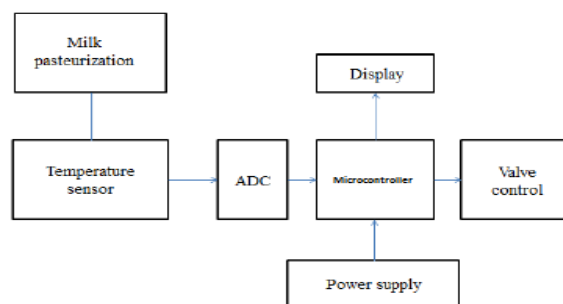 Milk
pasteurization
Display
Temperature
sensor
ADC
Microcontroller
Valve
control
Power supply